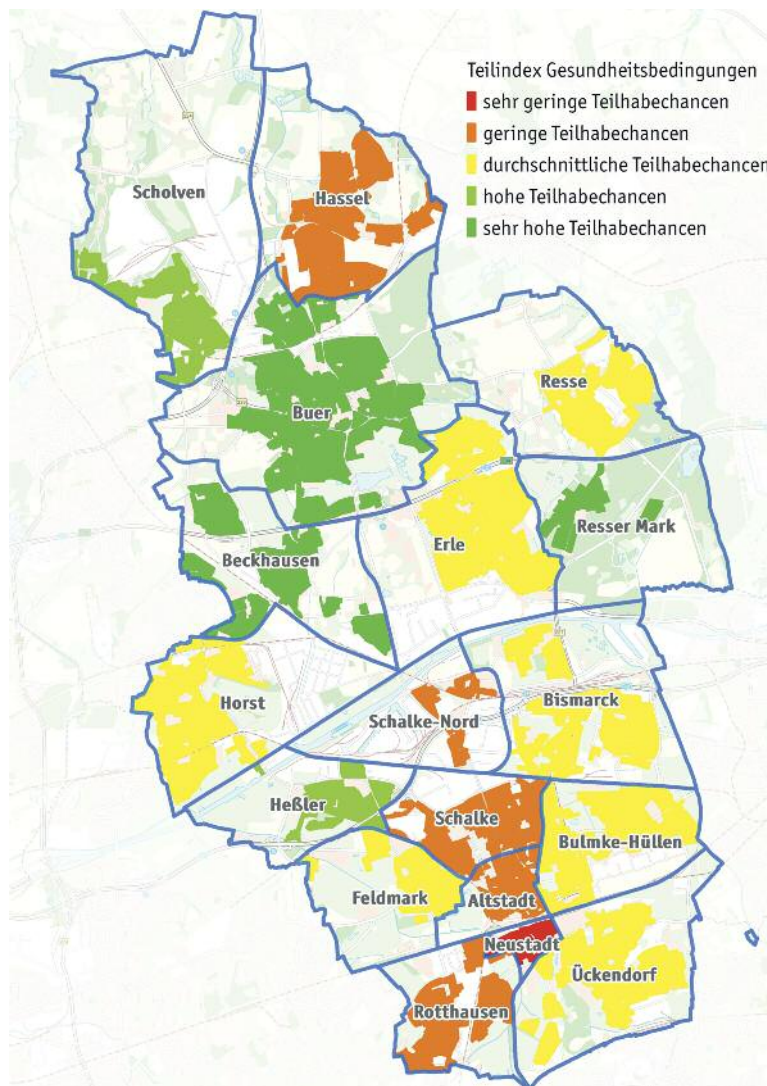 Teilindex Gesundheitsbedingungen
sehr geringe Teilhabechancen
geringe Teilhabechancen
durchschnittliche Teilhabechancen
hohe Teilhabechancen
sehr hohe Teilhabechancen
Scholven
Hassel
Resse
Buer
Resser Mark
Erle
Beckhausen
Horst
Bismarck
Schalke-Nord
Heßler
Schalke
Bulmke-Hüllen
Feldmark
Altstadt
Neustadt
Ückendorf
Rotthausen